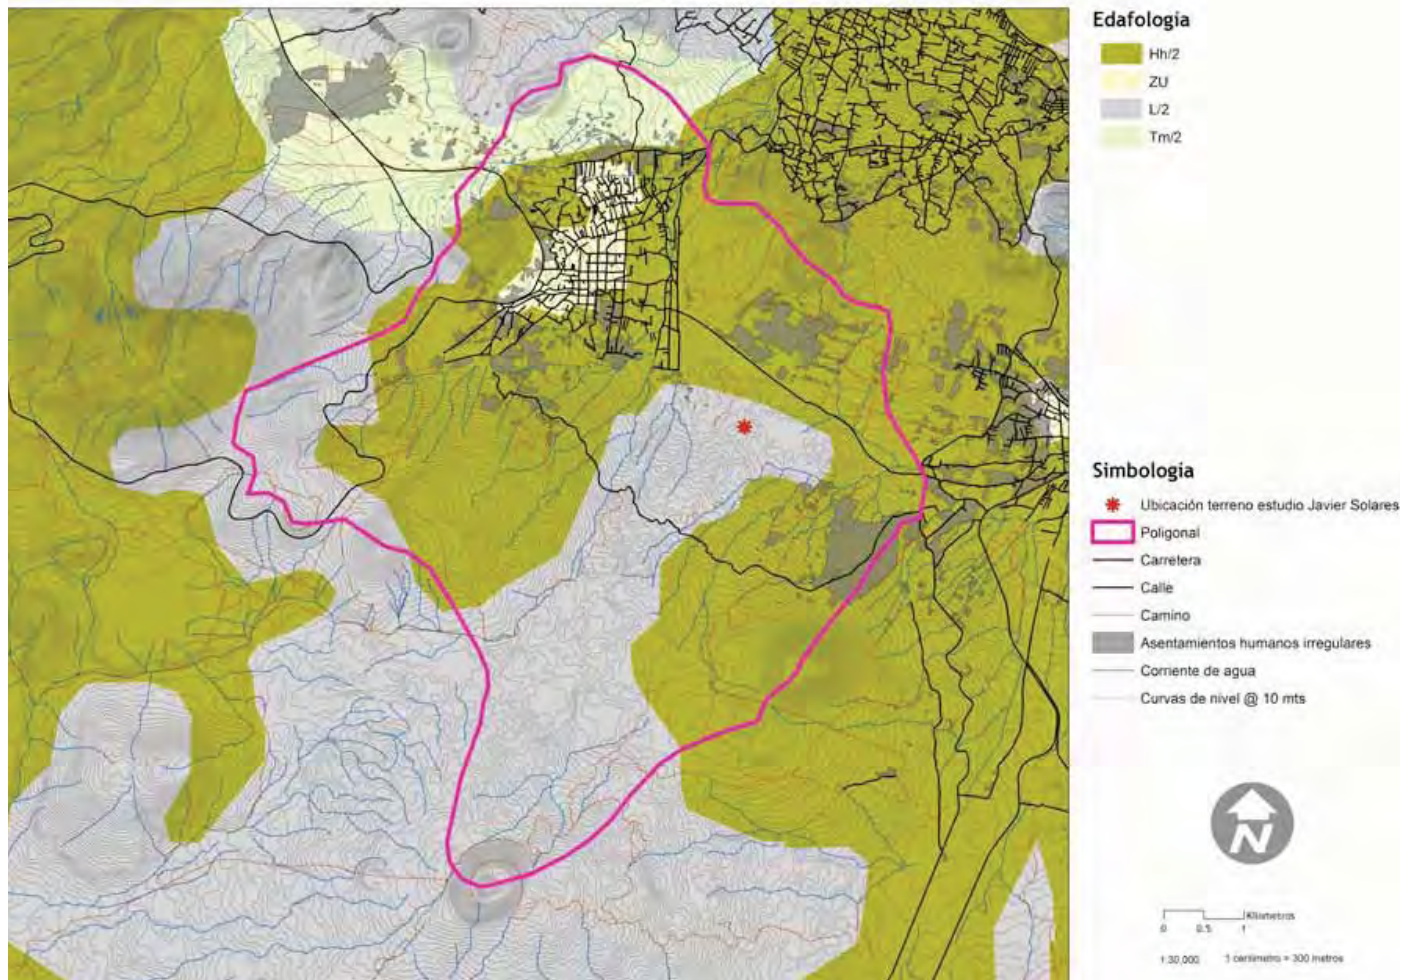 Edafología
Hh/2
ZU
L/2
Tm/2
Simbología
Ubicación terreno estudio Javier Solares
Poligonal
Carretera
Calle
Camino
Asentamientos humanos irregulares
Corriente de agua
Curvas de nivel @ 10 mts
N
Kilometros
0 0.5 1
1:30,000 1 centimetro = 300 metros